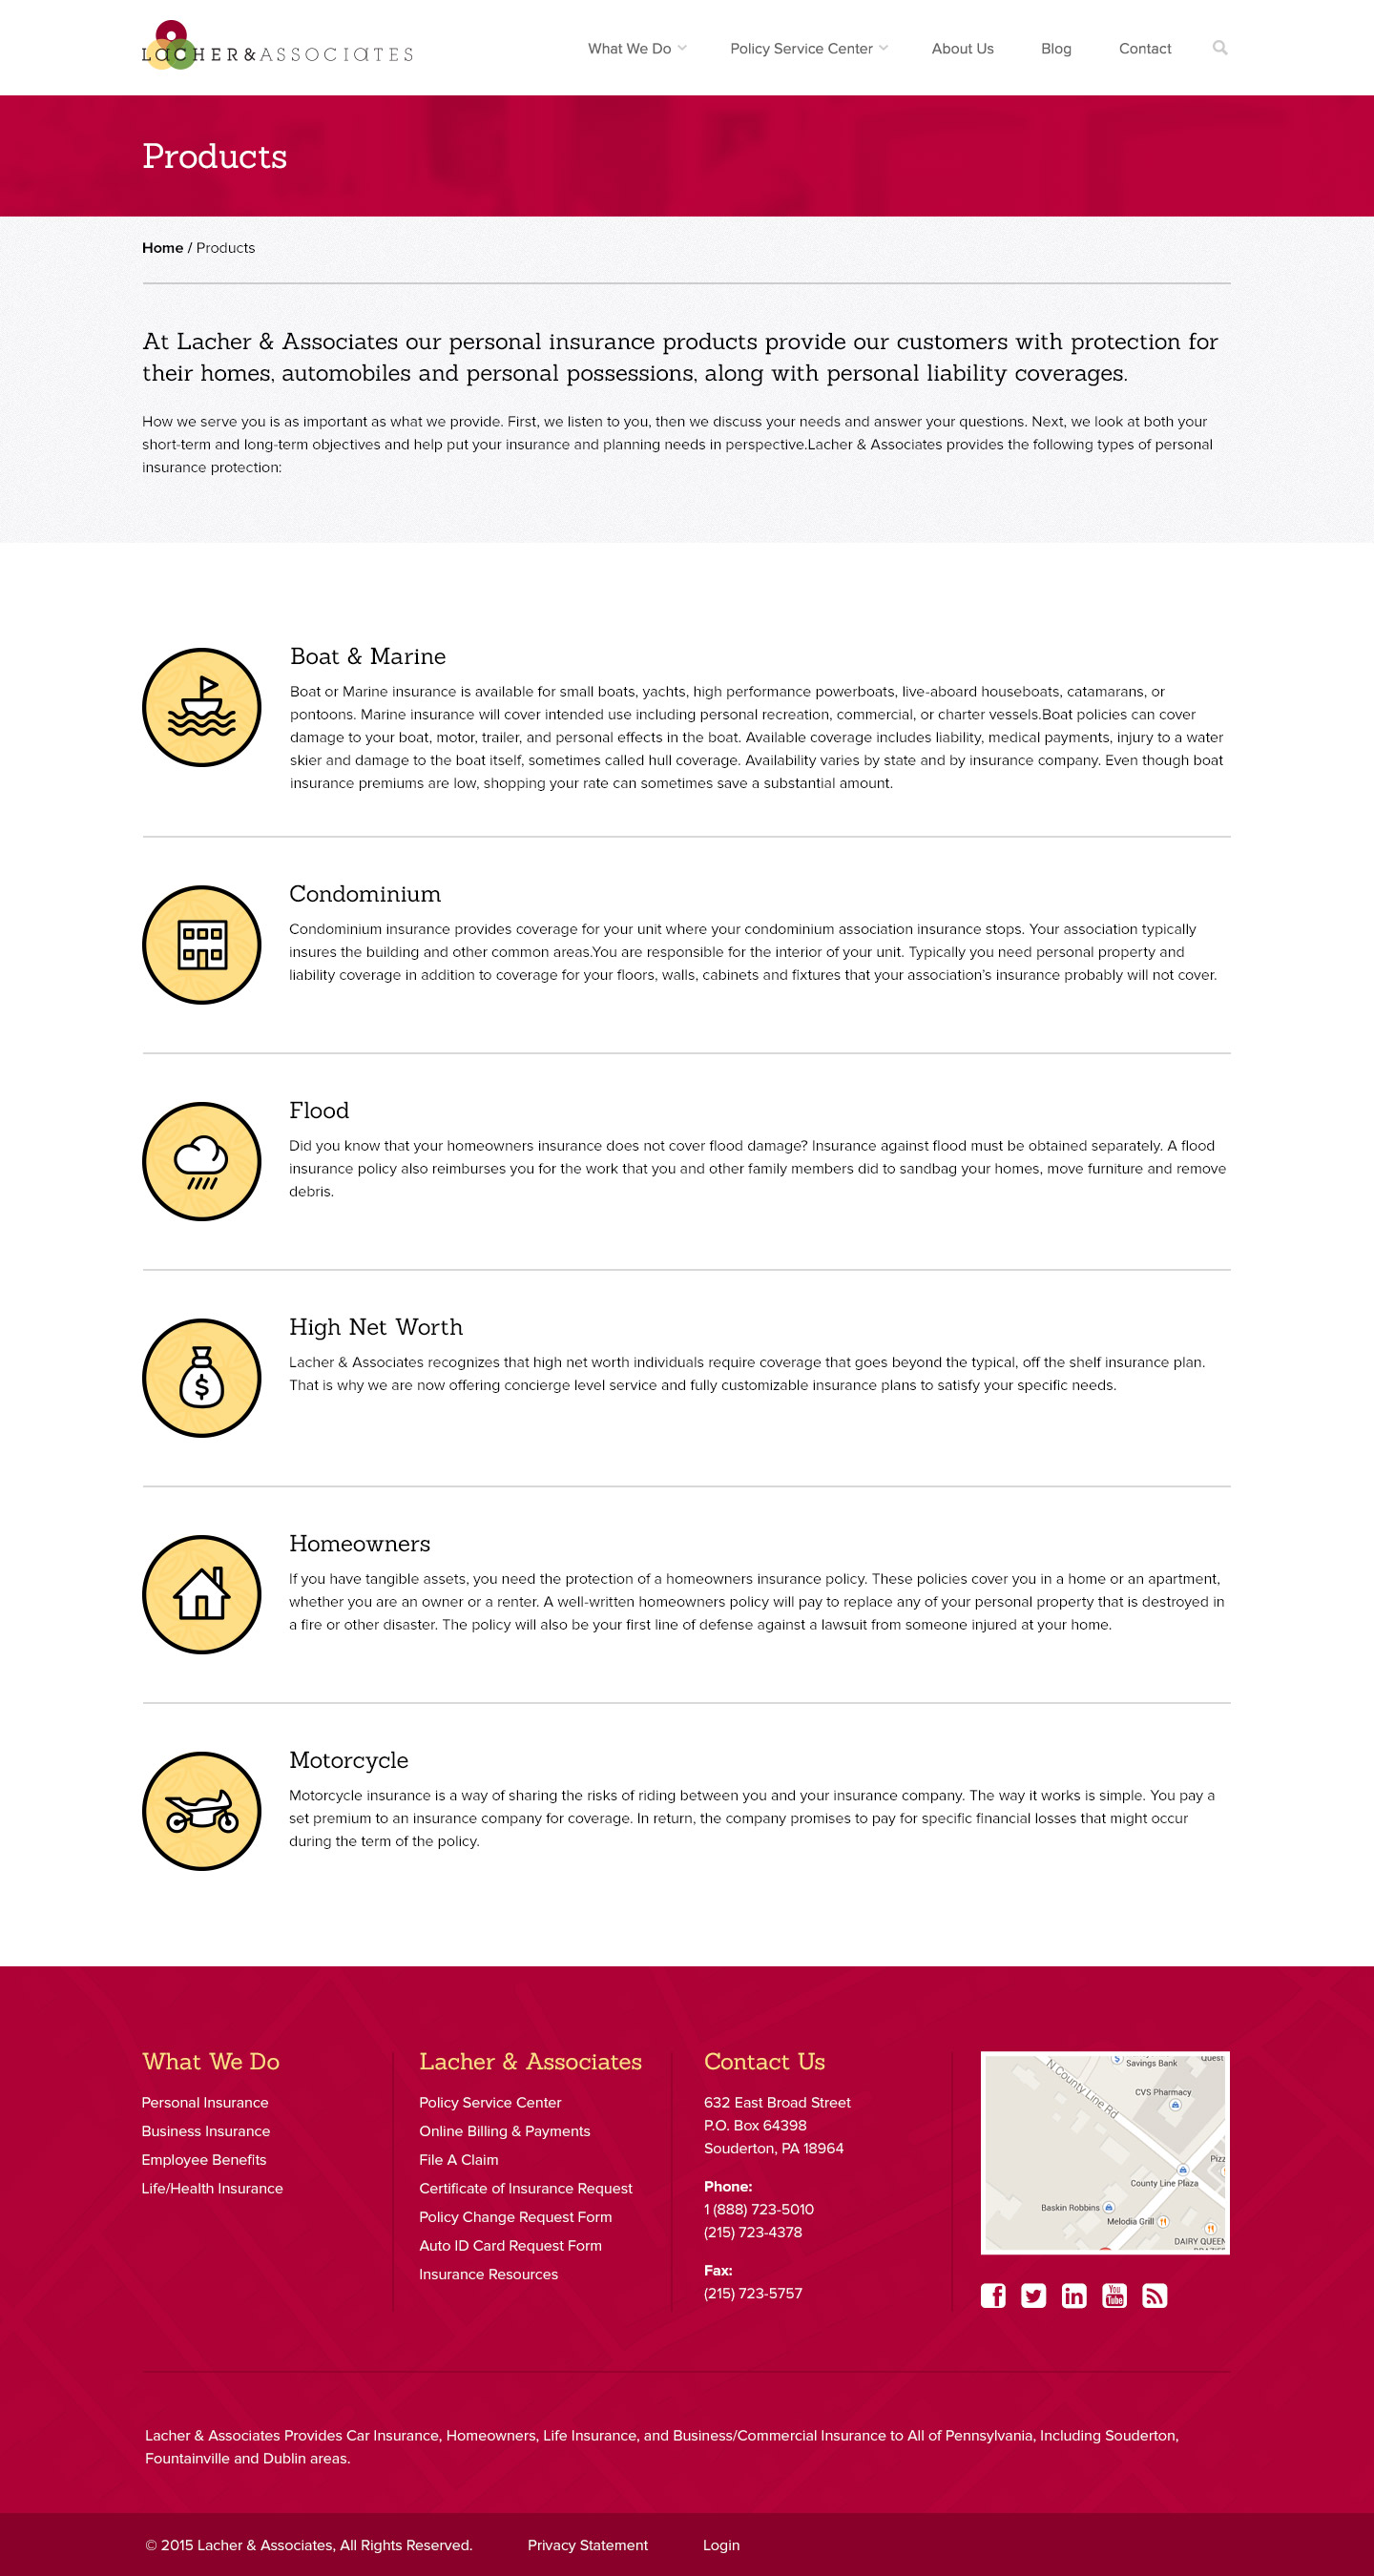 LACHER&ASSOCIATES
What We Do
Policy Service Center
About Us
Blog
Contact
Products
Home / Products
At Lacher & Associates our personal insurance products provide our customers with protection for
their homes, automobiles and personal possessions, along with personal liability coverages.
How we serve you is as important as what we provide. First, we listen to you, then we discuss your needs and answer your questions. Next, we look at both your
short-term and long-term objectives and help put your insurance and planning needs in perspective.Lacher & Associates provides the following types of personal
insurance protection:
Boat & Marine
Boat or Marine insurance is available for small boats, yachts, high performance powerboats, live-aboard houseboats, catamarans, or
pontoons. Marine insurance will cover intended use including personal recreation, commercial, or charter vessels.Boat policies can cover
damage to your boat, motor, trailer, and personal effects in the boat. Available coverage includes liability, medical payments, injury to a water
skier and damage to the boat itself, sometimes called hull coverage. Availability varies by state and by insurance company. Even though boat
insurance premiums are low, shopping your rate can sometimes save a substantial amount.
Condominium
Condominium insurance provides coverage for your unit where your condominium association insurance stops. Your association typically
insures the building and other common areas.You are responsible for the interior of your unit. Typically you need personal property and
liability coverage in addition to coverage for your floors, walls, cabinets and fixtures that your association's insurance probably will not cover.
Flood
Did you know that your homeowners insurance does not cover flood damage? Insurance against flood must be obtained separately. A flood
insurance policy also reimburses you for the work that you and other family members did to sandbag your homes, move furniture and remove
debris.
High Net Worth
Lacher & Associates recognizes that high net worth individuals require coverage that goes beyond the typical, off the shelf insurance plan.
That is why we are now offering concierge level service and fully customizable insurance plans to satisfy your specific needs.
$
Homeowners
If you have tangible assets, you need the protection of a homeowners insurance policy. These policies cover you in a home or an apartment,
whether you are an owner or a renter. A well-written homeowners policy will pay to replace any of your personal property that is destroyed in
a fire or other disaster. The policy will also be your first line of defense against a lawsuit from someone injured at your home.
Motorcycle
Motorcycle insurance is a way of sharing the risks of riding between you and your insurance company. The way it works is simple. You pay a
set premium to an insurance company for coverage. In return, the company promises to pay for specific financial losses that might occur
during the term of the policy.
What We Do
Personal Insurance
Business Insurance
Employee Benefits
Life/Health Insurance
Lacher & Associates
Policy Service Center
Online Billing & Payments
File A Claim
Certificate of Insurance Request
Policy Change Request Form
Auto ID Card Request Form
Insurance Resources
Contact Us
632 East Broad Street
P.O. Box 64398
Souderton, PA 18964
Phone:
1 (888) 723-5010
(215) 723-4378
Fax:
(215) 723-5757
Savings Bank
Quest
N County Line Rd
CVS Pharmacy
Pizz
County Line Plaza
Baskin Robbins
Melodia Grill
DAIRY QUEEN
You
Tube
Lacher & Associates Provides Car Insurance, Homeowners, Life Insurance, and Business/Commercial Insurance to All of Pennsylvania, Including Souderton,
Fountainville and Dublin areas.
© 2015 Lacher & Associates, All Rights Reserved.
Privacy Statement
Login